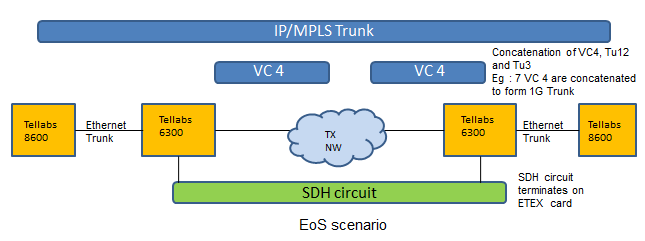 IP/MPLS Trunk
VC 4
VC 4
Concatenation of VC4, Tu12
and Tu3
Eg : 7 VC 4 are concatenated
to form 1G Trunk
Tellabs
8600
Ethernet
Trunk
Tellabs
6300
TX
NW
Tellabs
6300
Ethernet
Trunk
Tellabs
8600
SDH circuit
SDH circuit
terminates on
ETEX card
EoS scenario